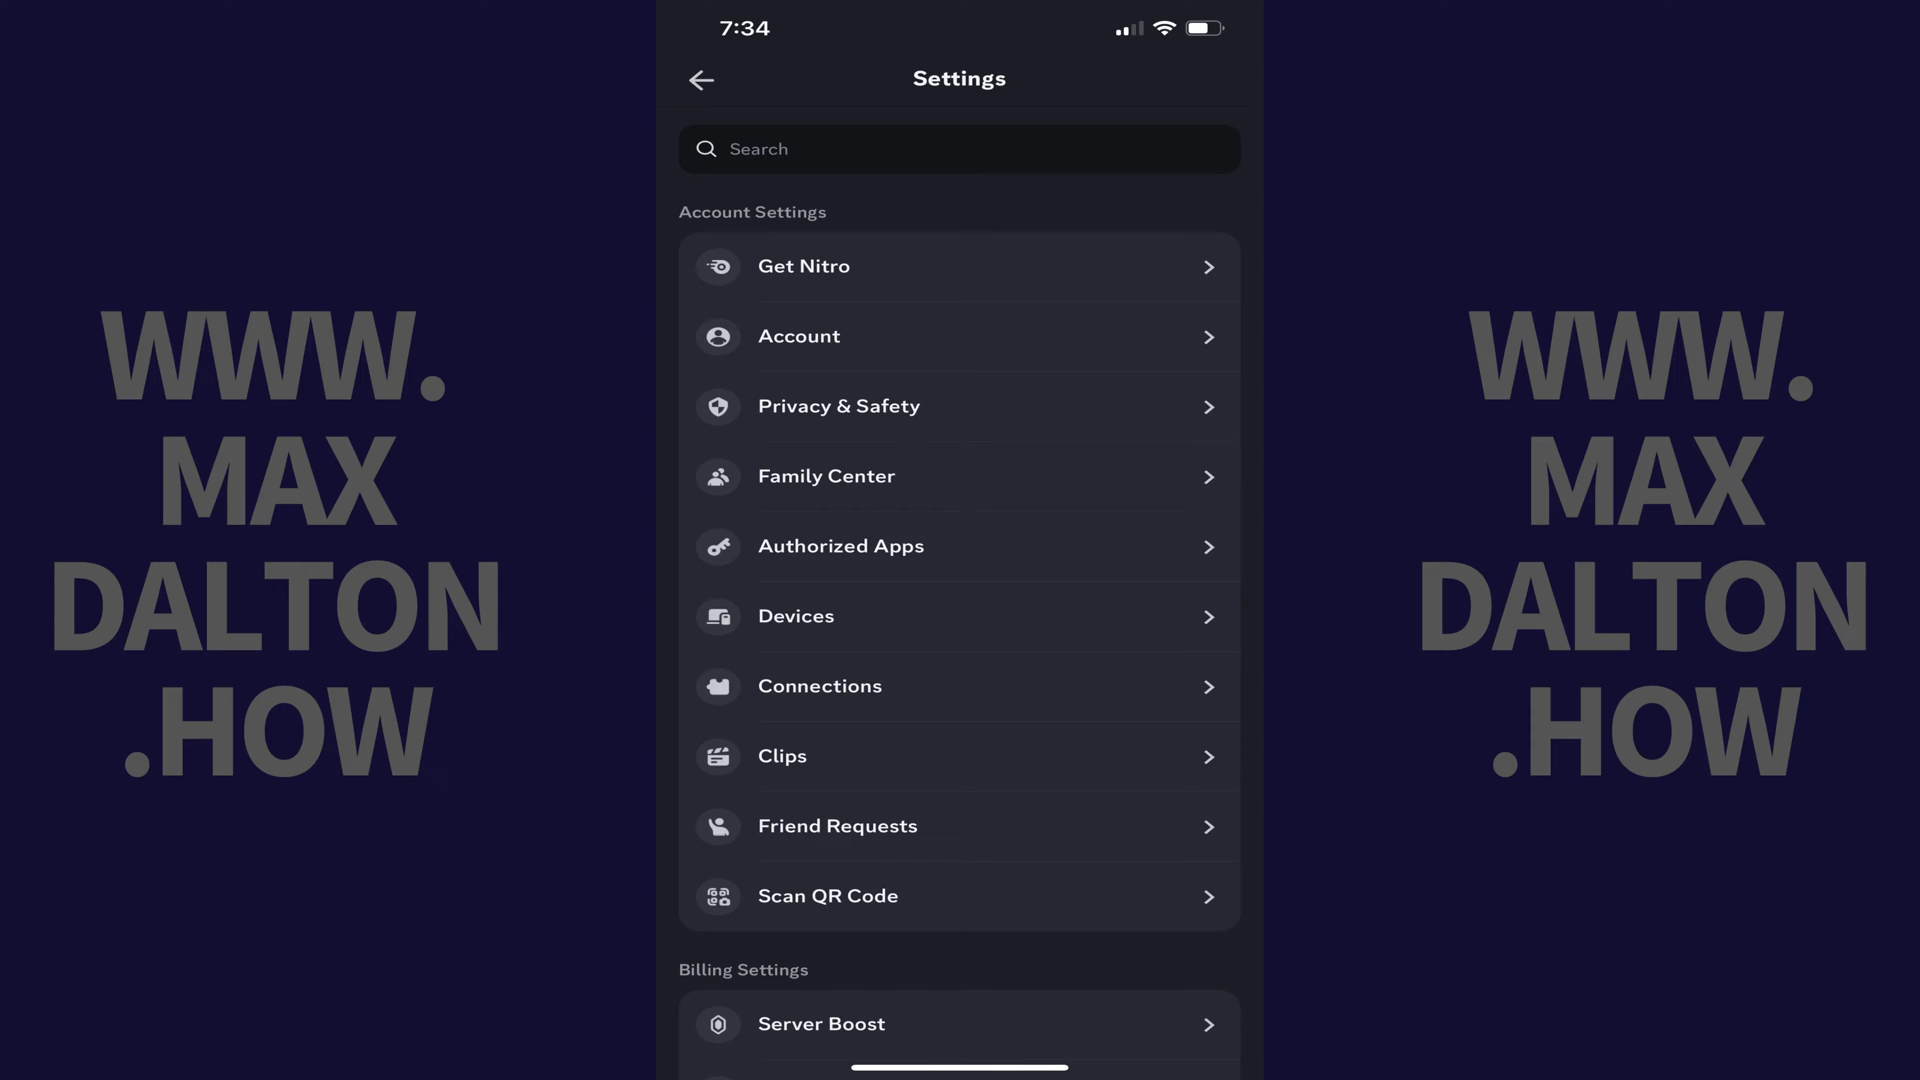 7:34
Settings
Search
Account Settings
Get Nitro
Account
Privacy & Safety
Family Center
Authorized Apps
Devices
Connections
Clips
Friend Requests
Scan QR Code
Billing Settings
Server Boost
WWW.
MAX
DALTON
.HOW
WWW.
MAX
DALTON
.HOW